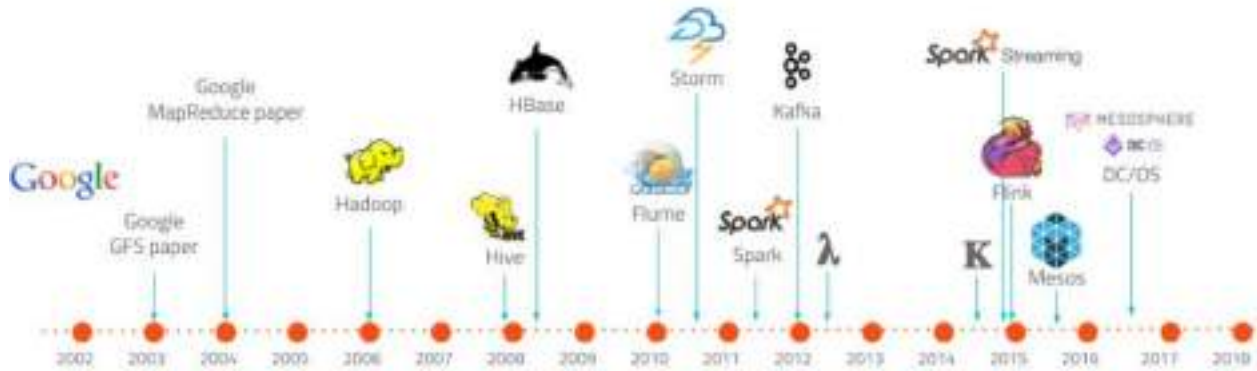 Google
Google
GFS paper
Google
MapReduce paper
Hadoop
Hive
HBase
Flume
Storm
Spark
Spark
Kafka
λ
K
Spark Streaming
Flink
Mesos
MESOSPHERE
DC/OS
DC/OS
2002 2003 2004 2005 2006 2007 2008 2009 2010 2011 2012 2013 2014 2015 2016 2017 2018